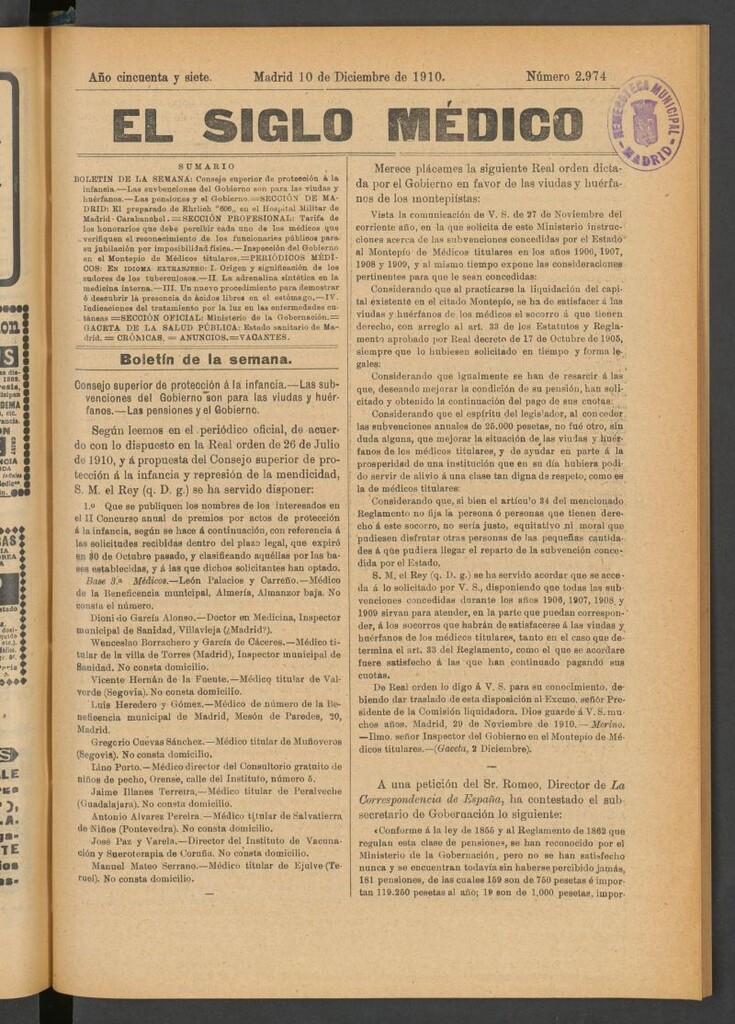 Año cincuenta y siete. Madrid 10 de Diciembre de 1910. Número 2.974
EL SIGLO MÉDICO
HEMEROTECA MUNICIPAL
MADRID
SUMARIO
BOLETÍN DE LA SEMANA: Consejo superior de protección á la
infancia.—Las subvenciones del Gobierno son para las viudas y
huérfanos.—Las pensiones y el Gobierno.=SECCIÓN DE MA-
DRID: El preparado de Ehrlich "606„ en el Hospital Militar de
Madrid-Carabanchel.=SECCIÓN PROFESIONAL: Tarifa de
los honorarios que debe percibir cada uno de los médicos que
verifiquen el reconocimiento de los funcionarios públicos para
su jubilación por imposibilidad física.—Inspección del Gobierno
en el Montepío de Médicos titulares.=PERIÓDICOS MÉDI-
COS: EN IDIOMA EXTRANJERO: I. Origen y significación de los
sudores de los tuberculosos.—II. La adrenalina sintética en la
medicina interna.—III. Un nuevo procedimiento para demostrar
ó descubrir la presencia de ácidos libres en el estómago.—IV.
Indicaciones del tratamiento por la luz en las enfermedades cu-
táneas=SECCIÓN OFICIAL: Ministerio de la Gobernación.=
GACETA DE LA SALUD PÚBLICA: Estado sanitario de Ma-
drid.=CRÓNICAS.=ANUNCIOS.=VACANTES.
Boletín de la semana.
Consejo superior de protección á la infancia.—Las sub-
venciones del Gobierno son para las viudas y huér-
fanos.—Las pensiones y el Gobierno.
Según leemos en el periódico oficial, de acuer-
do con lo dispuesto en la Real orden de 26 de Julio
de 1910, y á propuesta del Consejo superior de pro-
tección á la infancia y represión de la mendicidad,
S. M. el Rey (q. D. g.) se ha servido disponer:
1.º Que se publiquen los nombres de los interesados en
el II Concurso anual de premios por actos de protección
á la infancia, según se hace á continuación, con referencia á
las solicitudes recibidas dentro del plazo legal, que expiró
en 30 de Octubre pasado, y clasificando aquéllas por las ba-
ses establecidas, y á las que dichos solicitantes han optado.
Base 3.ª Médicos.—León Palacios y Carreño.—Médico
de la Beneficencia municipal, Almería, Almanzor baja. No
consta el número.
Dionisio García Alonso.—Doctor en Medicina, Inspector
municipal de Sanidad, Villavieja (¿Madrid?).
Wenceslao Borrachero y García de Cáceres.—Médico ti-
tular de la villa de Torres (Madrid), Inspector municipal de
Sanidad. No consta domicilio.
Vicente Hernán de la Fuente.—Médico titular de Val-
verde (Segovia). No consta domicilio.
Luis Heredero y Gómez.—Médico de número de la Be-
neficencia municipal de Madrid, Mesón de Paredes, 20,
Madrid.
Gregorio Cuevas Sánchez.—Médico titular de Muñoveros
(Segovia). No consta domicilio.
Lino Porto.—Médico director del Consultorio gratuito de
niños de pecho, Orense, calle del Instituto, número 5.
Jaime Illanes Terreira,—Médico titular de Peralveche
(Guadalajara). No consta domicilio.
Antonio Alvarez Pereira.—Médico titular de Salvatierra
de Niños (Pontevedra). No consta domicilio.
José Paz y Varela.—Director del Instituto de Vacuna-
ción y Sueroterapia de Coruña. No consta domicilio.
Manuel Mateo Serrano.—Médico titular de Ejulve (Te-
ruel). No consta domicilio.
Merece plácemes la siguiente Real orden dicta-
da por el Gobierno en favor de las viudas y huérfa-
nos de los montepiístas:
Vista la comunicación de V. S. de 27 de Noviembre del
corriente año, en la que solicita de este Ministerio instruc-
ciones acerca de las subvenciones concedidas por el Estado
al Montepío de Médicos titulares en los años 1906, 1907,
1908 y 1909, y al mismo tiempo expone las consideraciones
pertinentes para que le sean concedidas:
Considerando que al practicarse la liquidación del capi-
tal existente en el citado Montepío, se ha de satisfacer á las
viudas y huérfanos de los médicos el socorro á que tienen
derecho, con arreglo al art. 33 de los Estatutos y Regla-
mento aprobado por Real decreto de 17 de Octubre de 1905,
siempre que lo hubiesen solicitado en tiempo y forma le-
gales:
Considerando que igualmente se han de resarcir á las
que, deseando mejorar la condición de su pensión, han soli-
citado y obtenido la continuación del pago de sus cuotas:
Considerando que el espíritu del legislador, al conceder
las subvenciones anuales de 25.000 pesetas, no fué otro, sin
duda alguna, que mejorar la situación de las viudas y huér-
fanos de los médicos titulares, y de ayudar en parte á la
prosperidad de una institución que en su día hubiera podi-
do servir de alivio á una clase tan digna de respeto, como es
la de médicos titulares:
Considerando que, si bien el artículo 34 del mencionado
Reglamento no fija la persona ó personas que tienen dere-
cho á este socorro, no sería justo, equitativo ni moral que
pudiesen disfrutar otras personas de las pequeñas cantida-
des á que pudiera llegar el reparto de la subvención conce-
dida por el Estado,
S. M. el Rey (q. D. g.) se ha servido acordar que se acce-
da á lo solicitado por V. S., disponiendo que todas las sub-
venciones concedidas durante los años 1906, 1907, 1908 y
1909 sirvan para atender, en la parte que puedan correspon-
der, á los socorros que habrán de satisfacerse á las viudas y
huérfanos de los médicos titulares, tanto en el caso que de-
termina el art. 33 del Reglamento, como el que se acordare
fuere satisfecho á las que han continuado pagando sus
cuotas.
De Real orden lo digo á V. S. para su conocimiento, de-
biendo dar traslado de esta disposición al Excmo. señor Pre-
sidente de la Comisión liquidadora. Dios guarde á V. S. mu-
chos años. Madrid, 29 de Noviembre de 1910.—Merino.
—Ilmo. señor Inspector del Gobierno en el Montepío de Mé-
dicos titulares.—(Gaceta, 2 Diciembre).
A una petición del Sr. Romeo, Director de La
Correspondencia de España, ha contestado el sub-
secretario de Gobernación lo siguiente:
«Conforme á la ley de 1855 y al Reglamento de 1862 que
regulan esta clase de pensiones, se han reconocido por el
Ministerio de la Gobernación, pero no se han satisfecho
nunca y se encuentran todavía sin haberse percibido jamás,
181 pensiones, de las cuales 159 son de 750 pesetas é impor-
tan 119.250 pesetas al año; 19 son de 1.000 pesetas, impor-